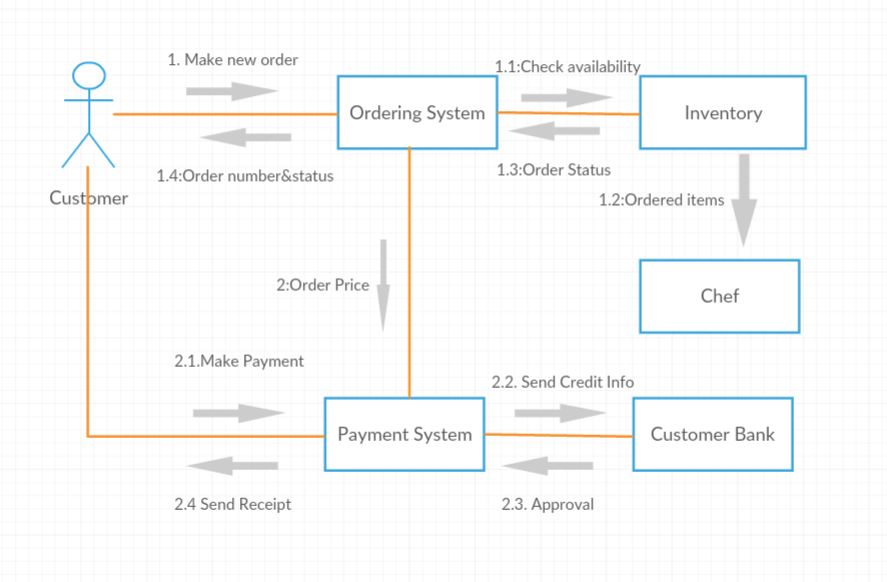 1. Make new order
1.1:Check availability
Ordering System
Inventory
1.4:Order number&status
1.3:Order Status
Customer
1.2:Ordered items
2:Order Price
Chef
2.1.Make Payment
2.2. Send Credit Info
Payment System
Customer Bank
2.4 Send Receipt
2.3. Approval